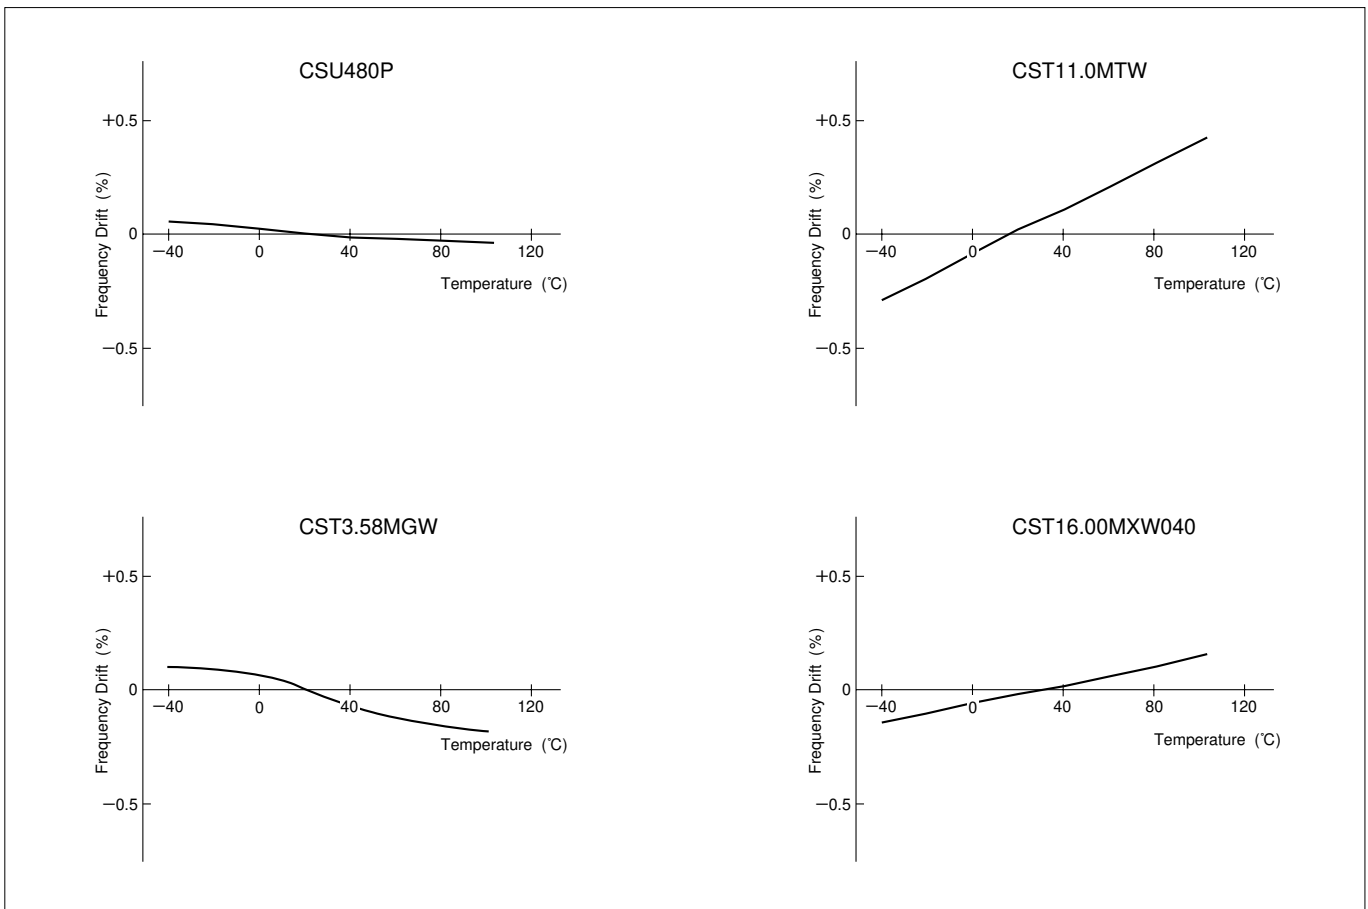 CSU480P
+0.5
0
−0.5
Frequency Drift (%)
−40
0
40
80
120
Temperature (℃)
CST11.0MTW
+0.5
0
−0.5
Frequency Drift (%)
−40
0
40
80
120
Temperature (℃)
CST3.58MGW
+0.5
0
−0.5
Frequency Drift (%)
−40
0
40
80
120
Temperature (℃)
CST16.00MXW040
+0.5
0
−0.5
Frequency Drift (%)
−40
0
40
80
120
Temperature (℃)